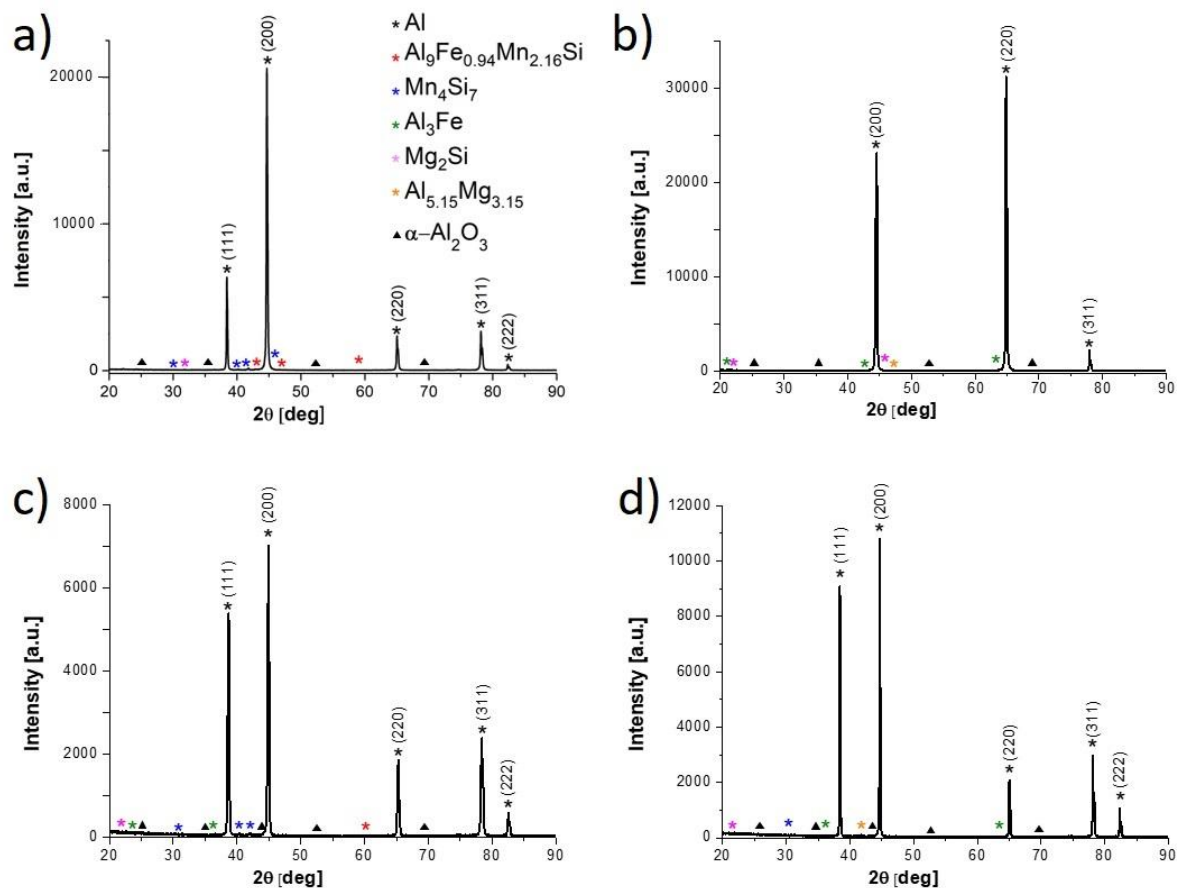 a)
(200)
* Al
* Al₉Fe₀.₉₄Mn₂.₁₆Si
* Mn₄Si₇
* Al₃Fe
* Mg₂Si
* Al₅.₁₅Mg₃.₁₅
▲ α–Al₂O₃
20000
10000
0
Intensity [a.u.]
(111)
(220)
(311)
(222)
20 30 40 50 60 70 80 90
2θ [deg]
b)
(220)
(200)
(311)
30000
20000
10000
0
Intensity [a.u.]
20 30 40 50 60 70 80 90
2θ [deg]
c)
8000
6000
4000
2000
0
Intensity [a.u.]
(111)
(200)
(220)
(311)
(222)
20 30 40 50 60 70 80 90
2θ [deg]
d)
12000
10000
8000
6000
4000
2000
0
Intensity [a.u.]
(111)
(200)
(220)
(311)
(222)
20 30 40 50 60 70 80 90
2θ [deg]